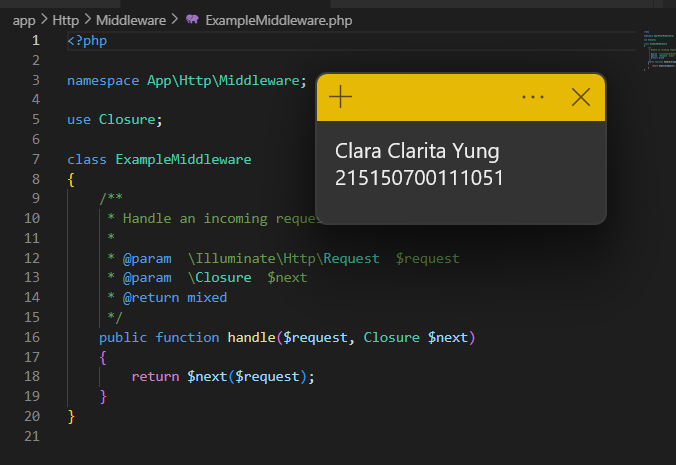 app > Http > Middleware > ExampleMiddleware.php
1 <?php
2
3 namespace App\Http\Middleware;
4
5 use Closure;
6
7 class ExampleMiddleware
8 {
9 /**
10 * Handle an incoming
11 *
12 * @param \Illuminate\Http\Request $request
13 * @param \Closure $next
14 * @return mixed
15 */
16 public function handle($request, Closure $next)
17 {
18 return $next($request);
19 }
20 }
21
Clara Clarita Yung
215150700111051